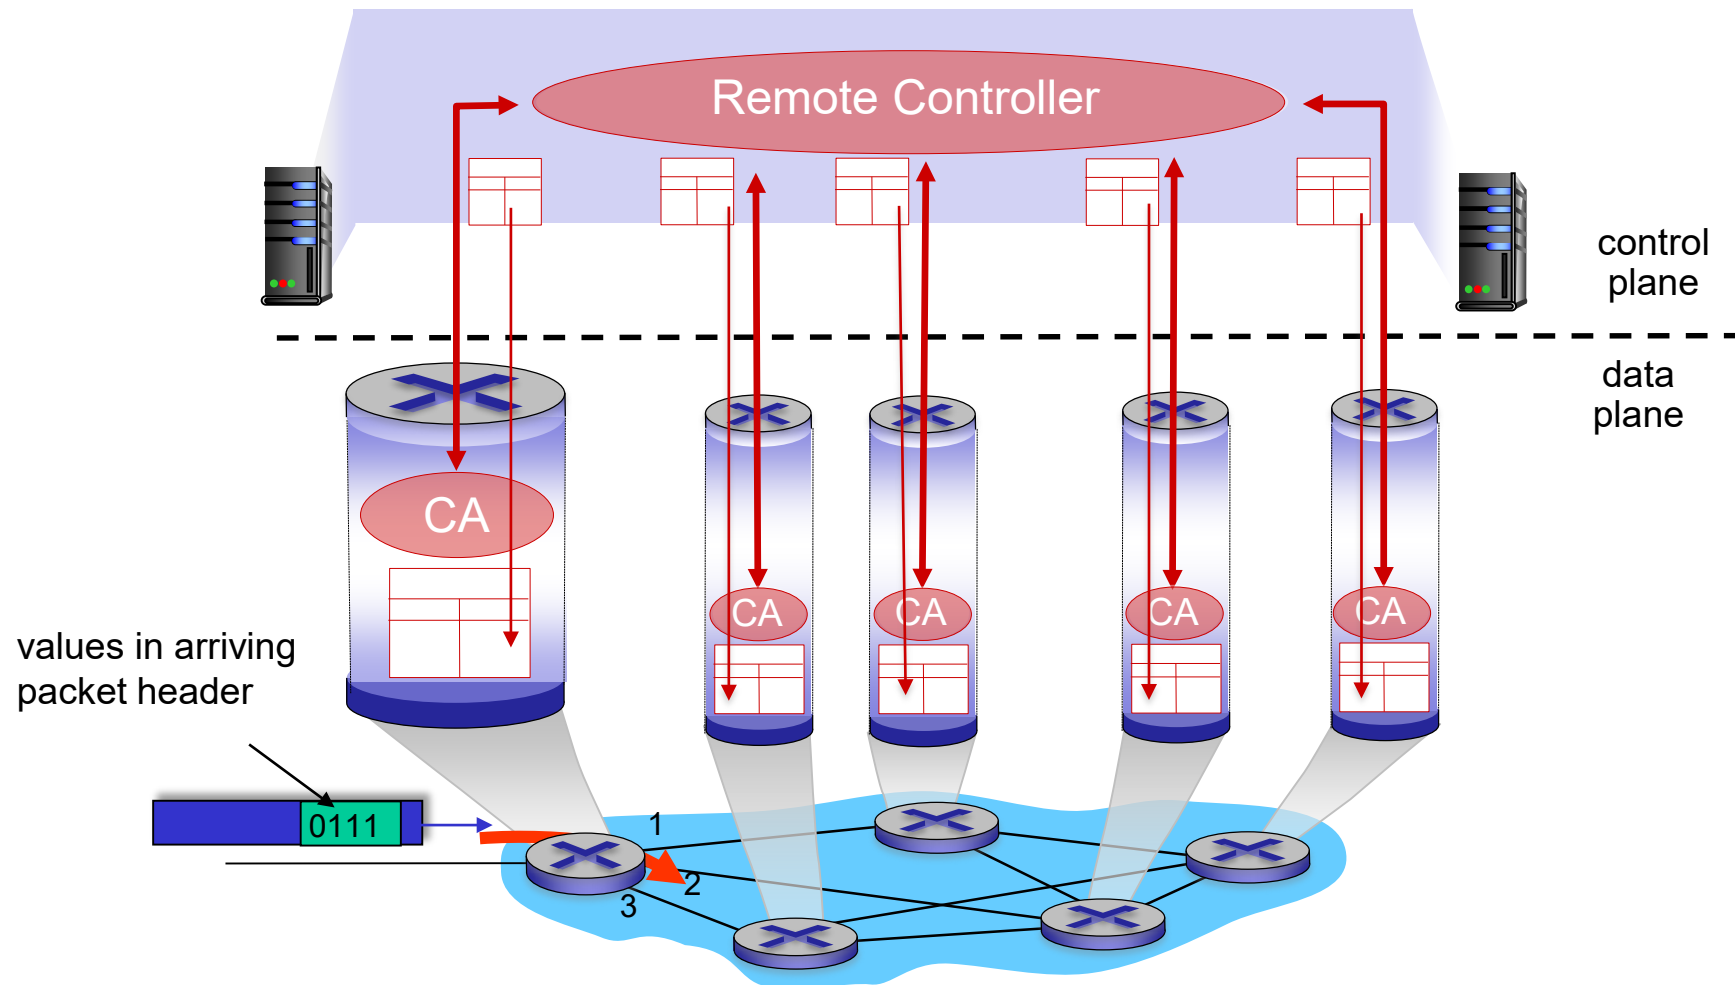 Remote Controller
control
plane
data
plane
CA
CA
CA
CA
CA
values in arriving
packet header
0111
1
2
3